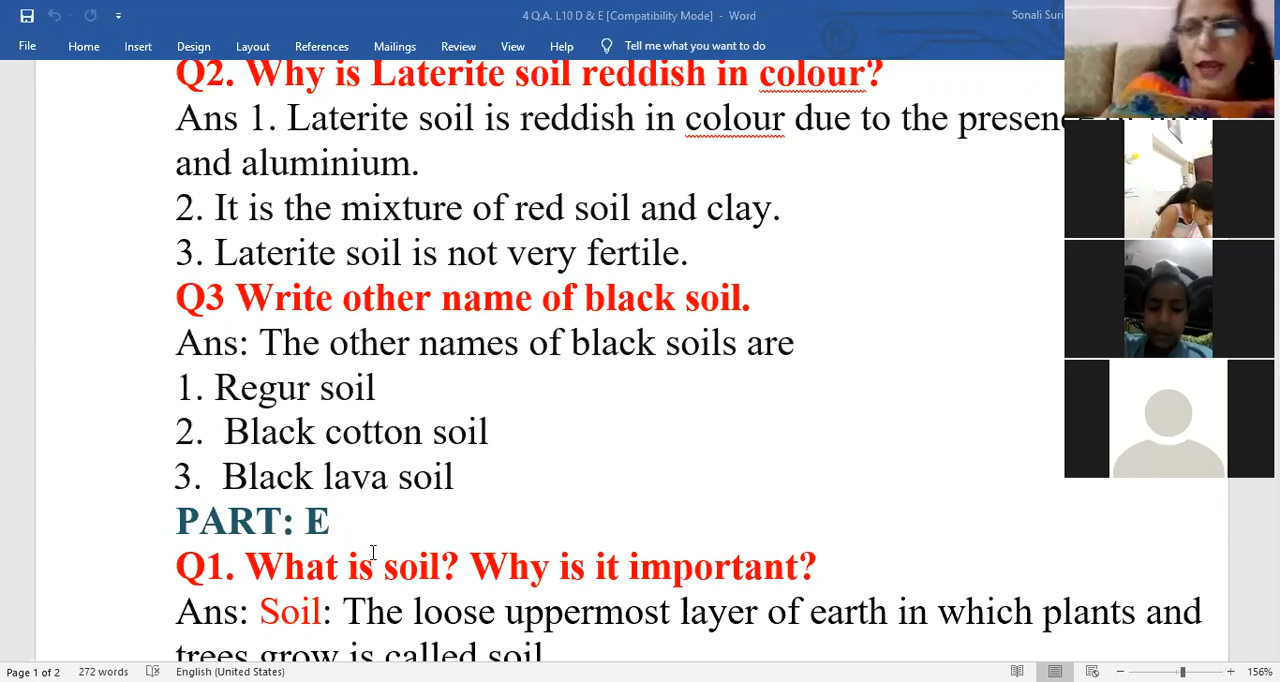 4 Q.A. L10 D & E [Compatibility Mode] - Word
Sonali Suri
File Home Insert Design Layout References Mailings Review View Help Tell me what you want to do
Q2. Why is Laterite soil reddish in colour?
Ans 1. Laterite soil is reddish in colour due to the
and aluminium.
2. It is the mixture of red soil and clay.
3. Laterite soil is not very fertile.
Q3 Write other name of black soil.
Ans: The other names of black soils are
1. Regur soil
2. Black cotton soil
3. Black lava soil
PART: E
Q1. What is soil? Why is it important?
Ans: Soil: The loose uppermost layer of earth in which plants and
trees grow is called soil
Page 1 of 2 272 words English (United States) 156%